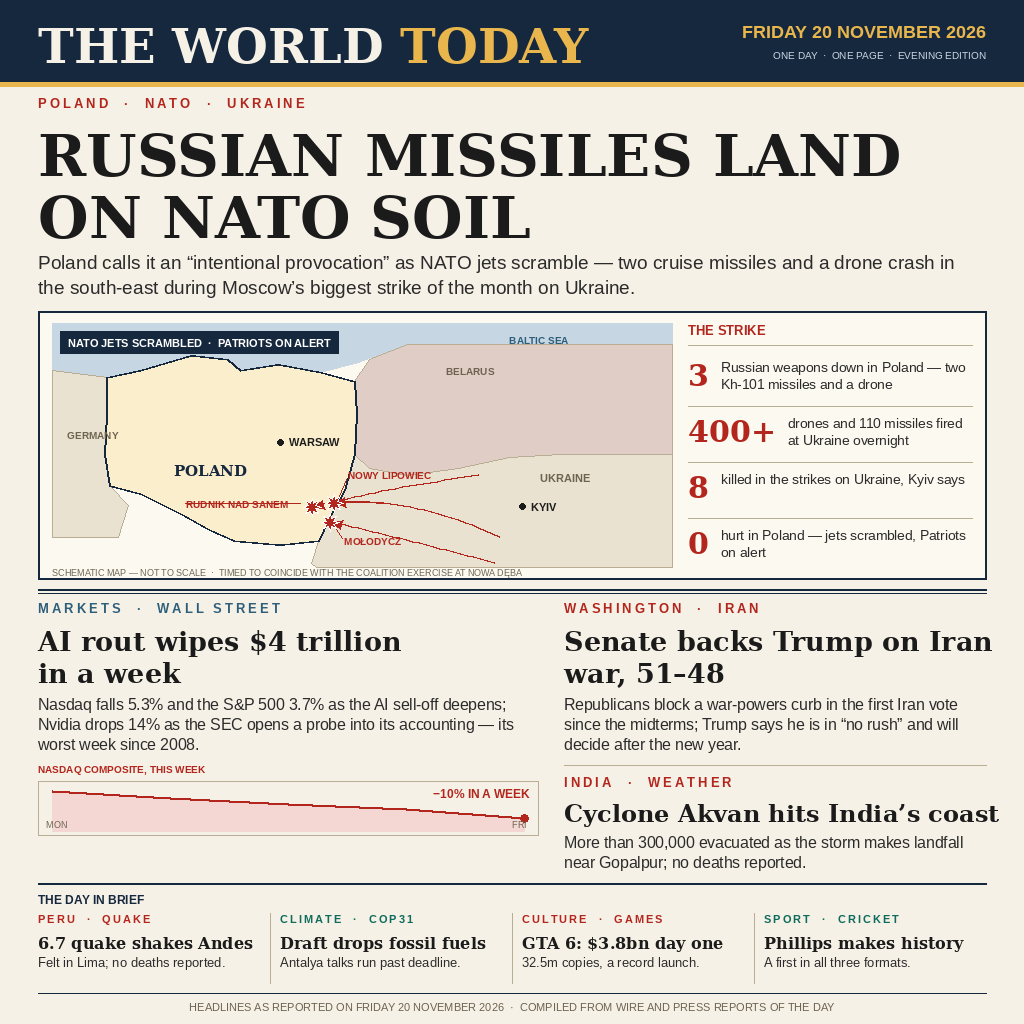 THE WORLD TODAY
FRIDAY 20 NOVEMBER 2026
ONE DAY · ONE PAGE · EVENING EDITION
POLAND · NATO · UKRAINE
RUSSIAN MISSILES LAND
ON NATO SOIL
Poland calls it an “intentional provocation” as NATO jets scramble — two cruise missiles and a drone crash in
the south-east during Moscow’s biggest strike of the month on Ukraine.
NATO JETS SCRAMBLED · PATRIOTS ON ALERT
BALTIC SEA
BELARUS
GERMANY
WARSAW
POLAND
NOWY LIPOWIEC
UKRAINE
RUDNIK NAD SANEM
KYIV
MOŁODYCZ
SCHEMATIC MAP — NOT TO SCALE · TIMED TO COINCIDE WITH THE COALITION EXERCISE AT NOWA DĘBA
THE STRIKE
3
Russian weapons down in Poland — two
Kh-101 missiles and a drone
400+
drones and 110 missiles fired
at Ukraine overnight
8
killed in the strikes on Ukraine, Kyiv says
0
hurt in Poland — jets scrambled, Patriots
on alert
MARKETS · WALL STREET
AI rout wipes $4 trillion
in a week
Nasdaq falls 5.3% and the S&P 500 3.7% as the AI sell-off deepens;
Nvidia drops 14% as the SEC opens a probe into its accounting — its
worst week since 2008.
NASDAQ COMPOSITE, THIS WEEK
−10% IN A WEEK
MON
FRI
WASHINGTON · IRAN
Senate backs Trump on Iran
war, 51–48
Republicans block a war-powers curb in the first Iran vote
since the midterms; Trump says he is in “no rush” and will
decide after the new year.
INDIA · WEATHER
Cyclone Akvan hits India’s coast
More than 300,000 evacuated as the storm makes landfall
near Gopalpur; no deaths reported.
THE DAY IN BRIEF
PERU · QUAKE
6.7 quake shakes Andes
Felt in Lima; no deaths reported.
CLIMATE · COP31
Draft drops fossil fuels
Antalya talks run past deadline.
CULTURE · GAMES
GTA 6: $3.8bn day one
32.5m copies, a record launch.
SPORT · CRICKET
Phillips makes history
A first in all three formats.
HEADLINES AS REPORTED ON FRIDAY 20 NOVEMBER 2026 · COMPILED FROM WIRE AND PRESS REPORTS OF THE DAY